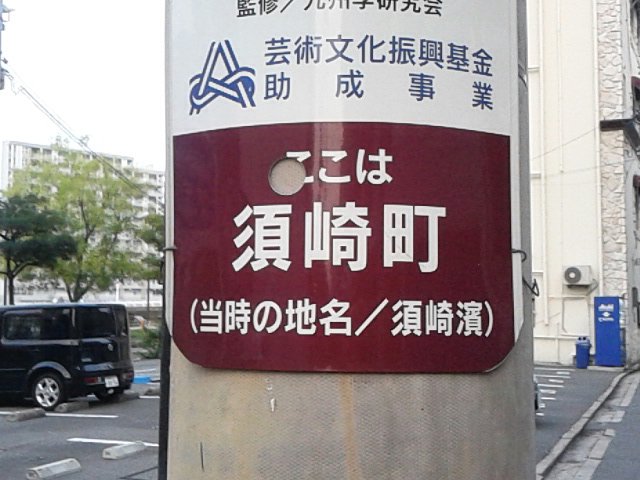 監修／九州学研究会
芸術文化振興基金
助成事業
ここは
須崎町
（当時の地名／須崎濱）